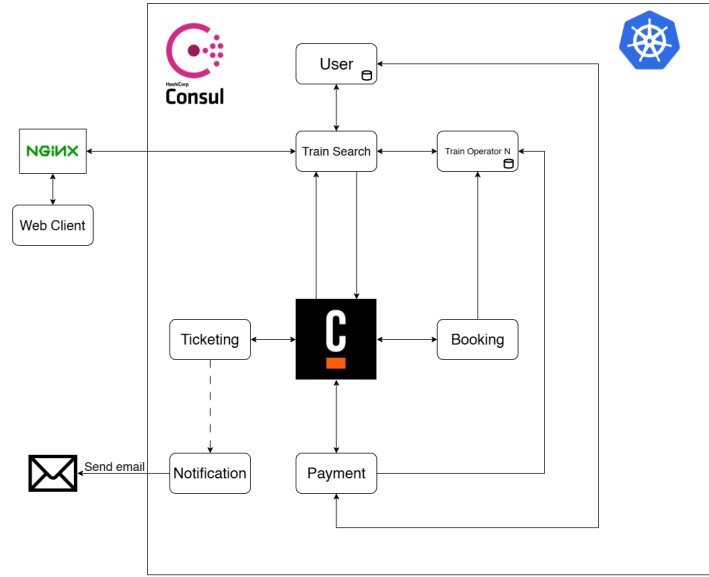 HashiCorp
Consul
User
NGINX
Train Search
Train Operator N
Web Client
Ticketing
C
Booking
Send email
Notification
Payment